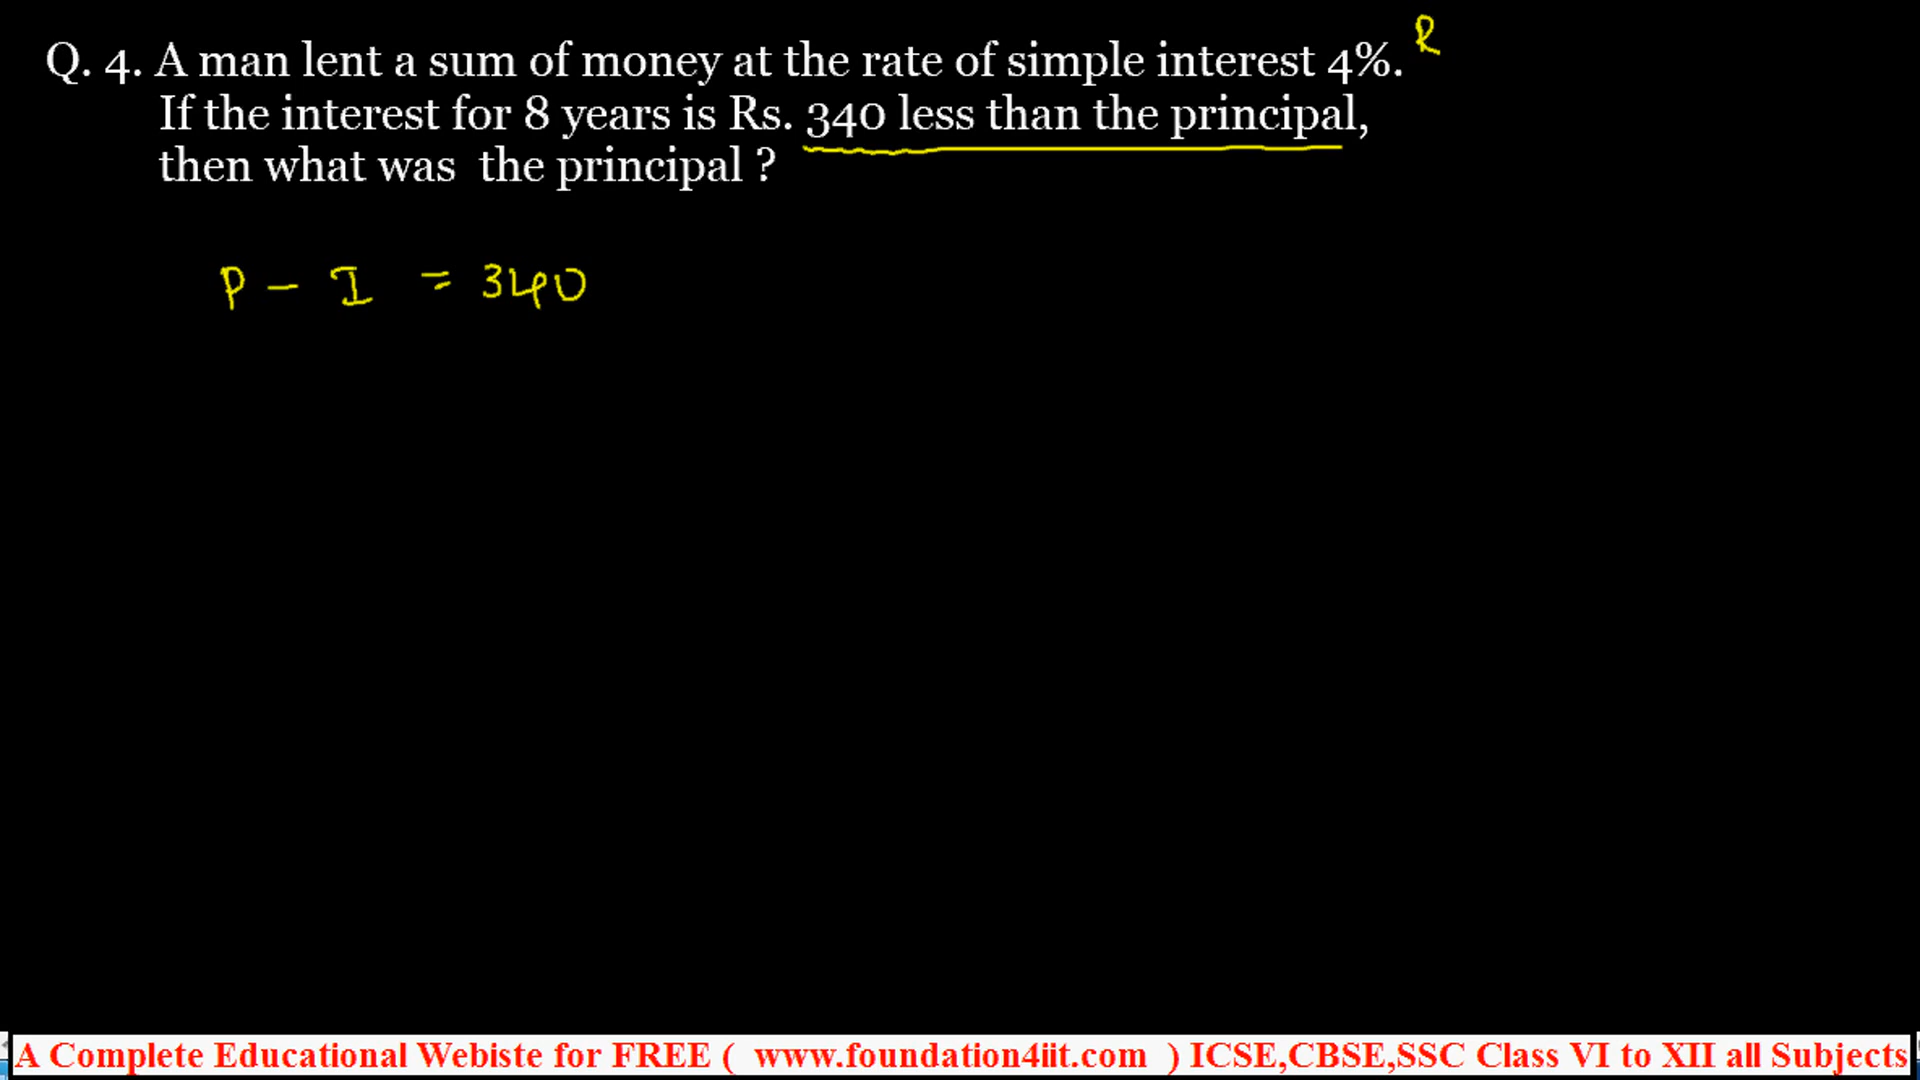 R
Q. 4. A man lent a sum of money at the rate of simple interest 4%.
If the interest for 8 years is Rs. 340 less than the principal,
then what was the principal ?
P - I = 340
A Complete Educational Webiste for FREE ( www.foundation4iit.com ) ICSE,CBSE,SSC Class VI to XII all Subjects